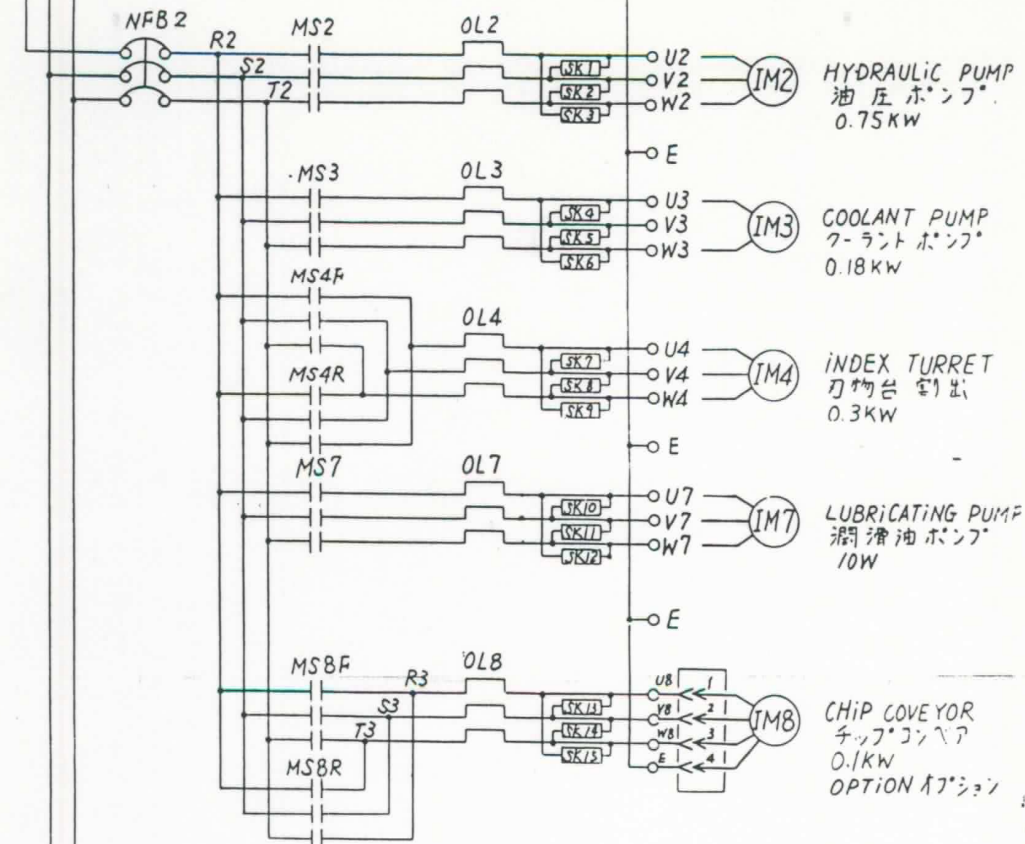 NFB2
R2
S2
T2
MS2
OL2
SK1
SK2
SK3
U2
V2
W2
IM2
HYDRAULiC PUMP
油圧ポンプ
0.75KW
E
MS3
OL3
SK4
SK5
SK6
U3
V3
W3
IM3
COOLANT PUMP
クーラントポンプ
0.18KW
MS4F
OL4
SK7
SK8
SK9
U4
V4
W4
IM4
iNDEX TURRET
刃物台割出
0.3KW
MS4R
E
MS7
OL7
SK10
SK11
SK12
U7
V7
W7
IM7
LUBRiCATiNG PUMP
潤滑油ポンプ
10W
E
MS8F
R3
S3
T3
OL8
SK13
SK14
SK15
U8 1
V8 2
W8 3
E 4
IM8
CHiP COVEYOR
チップコンベア
0.1KW
OPTiON オプション
MS8R